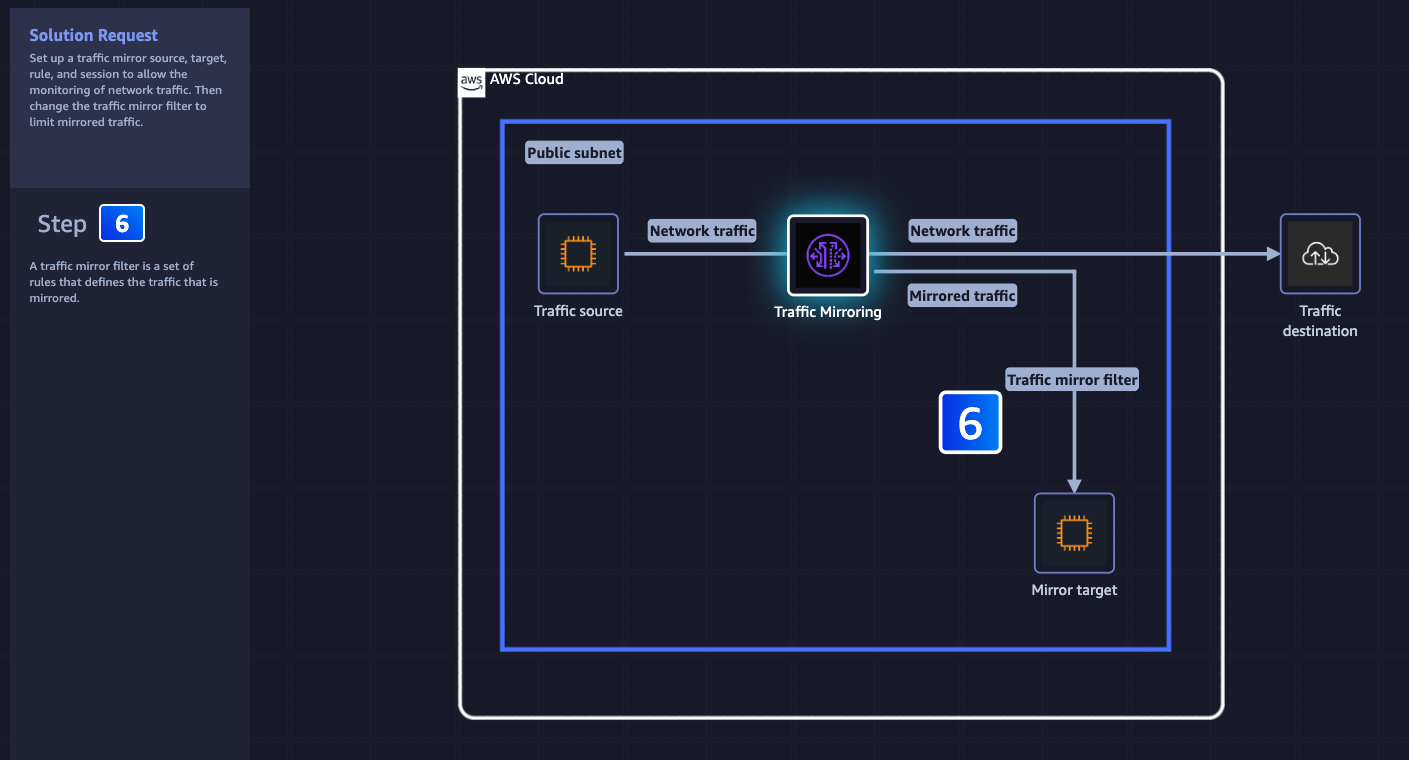 Solution Request
Set up a traffic mirror source, target,
rule, and session to allow the
monitoring of network traffic. Then
change the traffic mirror filter to
limit mirrored traffic.
Step 6
A traffic mirror filter is a set of
rules that defines the traffic that is
mirrored.
aws AWS Cloud
Public subnet
Network traffic
Network traffic
Mirrored traffic
Traffic source
Traffic Mirroring
Traffic
destination
Traffic mirror filter
6
Mirror target